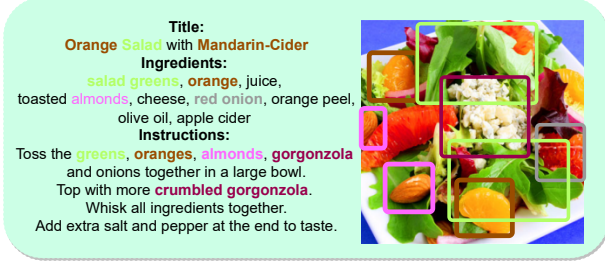 Title:
Orange Salad with Mandarin-Cider
Ingredients:
salad greens, orange, juice,
toasted almonds, cheese, red onion, orange peel,
olive oil, apple cider
Instructions:
Toss the greens, oranges, almonds, gorgonzola
and onions together in a large bowl.
Top with more crumbled gorgonzola.
Whisk all ingredients together.
Add extra salt and pepper at the end to taste.